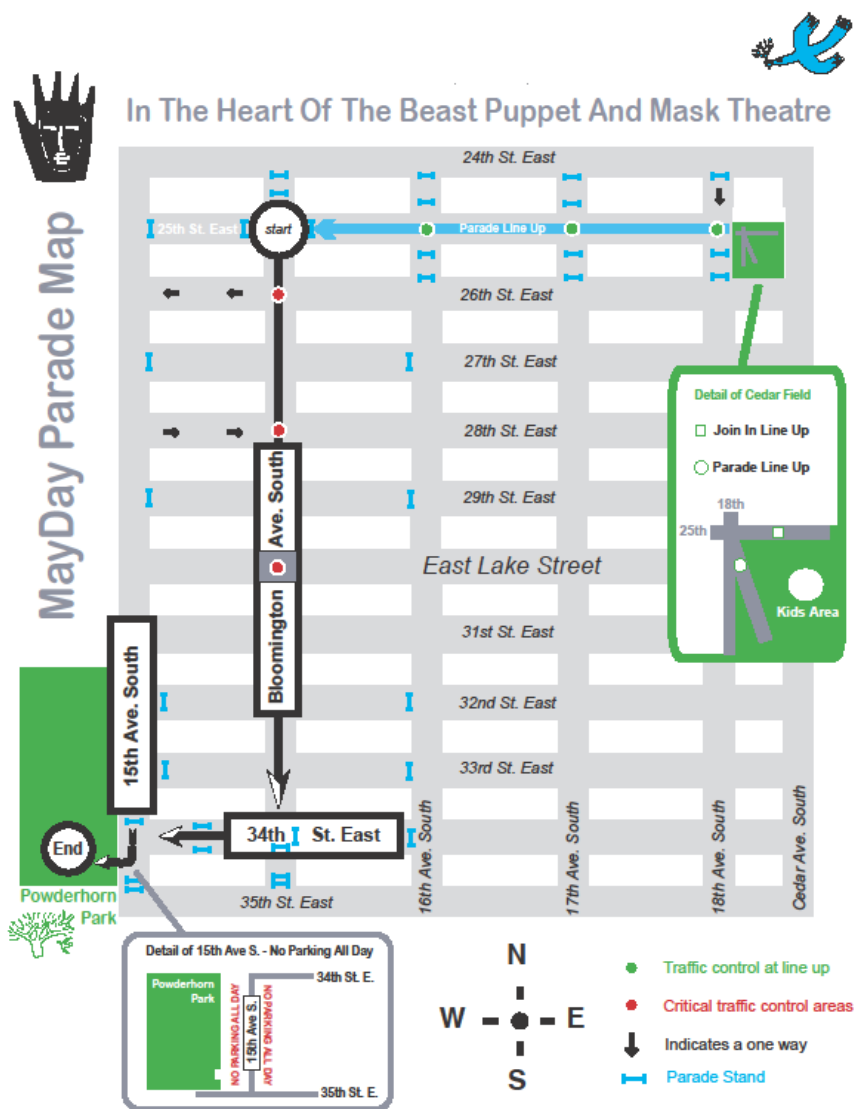 In The Heart Of The Beast Puppet And Mask Theatre
MayDay Parade Map
24th St. East
25th St. East
start
Parade Line Up
26th St. East
27th St. East
Detail of Cedar Field
Join In Line Up
Parade Line Up
18th
25th
Kids Area
28th St. East
29th St. East
Bloomington Ave. South
East Lake Street
31st St. East
15th Ave. South
32nd St. East
33rd St. East
34th St. East
End
Powderhorn
Park
35th St. East
16th Ave. South
17th Ave. South
18th Ave. South
Cedar Ave. South
Detail of 15th Ave S. - No Parking All Day
Powderhorn
Park
NO PARKING ALL DAY
15th Ave S.
NO PARKING ALL DAY
34th St. E.
35th St. E.
N
W
E
S
Traffic control at line up
Critical traffic control areas
Indicates a one way
Parade Stand